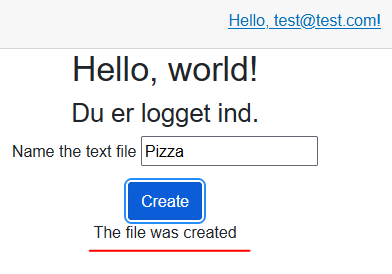 Hello, test@test.com!
Hello, world!
Du er logget ind.
Name the text file Pizza
Create
The file was created